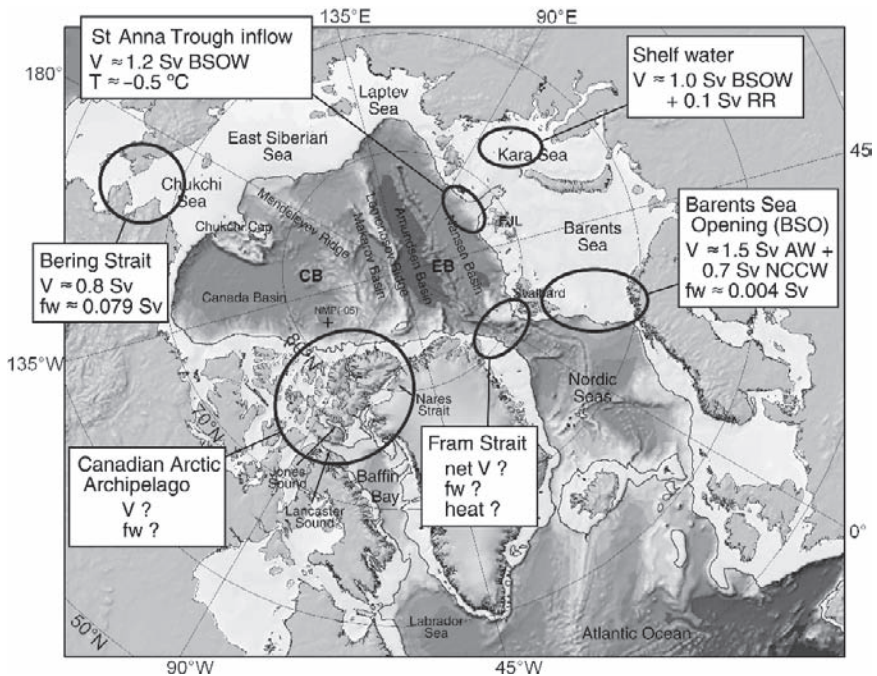 135°E
90°E
St Anna Trough inflow
V ≈ 1.2 Sv BSOW
T ≈ –0.5 °C
Shelf water
V ≈ 1.0 Sv BSOW
+ 0.1 Sv RR
180°
45°
Laptev
Sea
East Siberian
Sea
Kara Sea
Chukchi
Sea
Chukchi Cap
Mendeleyev Ridge
Makarov Basin
Lomonosov Ridge
Amundsen Basin
Nansen Basin
FJL
Barents
Sea
Barents Sea
Opening (BSO)
V ≈ 1.5 Sv AW +
0.7 Sv NCCW
fw ≈ 0.004 Sv
Bering Strait
V ≈ 0.8 Sv
fw ≈ 0.079 Sv
CB
EB
Canada Basin
NMP('05)
+
Svalbard
80°N
135°W
70°N
Nares
Strait
Nordic
Seas
Canadian Arctic
Archipelago
V ?
fw ?
Jones
Sound
Lancaster
Sound
Baffin
Bay
Fram Strait
net V ?
fw ?
heat ?
0°
50°N
Labrador
Sea
Atlantic Ocean
90°W
45°W